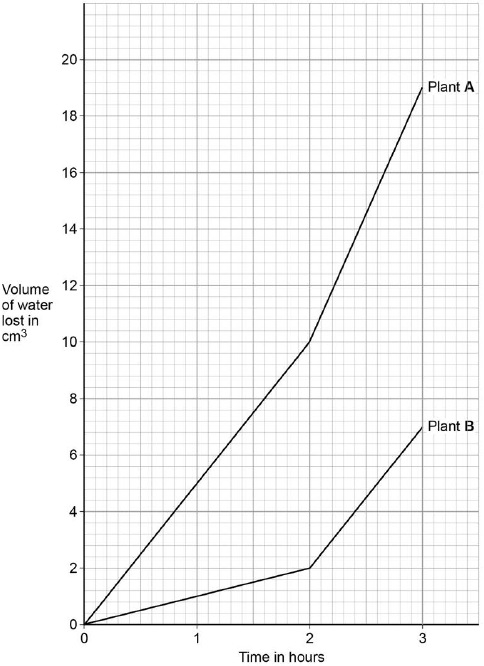 20
Plant A
18
16
14
12
Volume
of water
lost in
cm³
10
8
Plant B
6
4
2
0
0 1 2 3
Time in hours